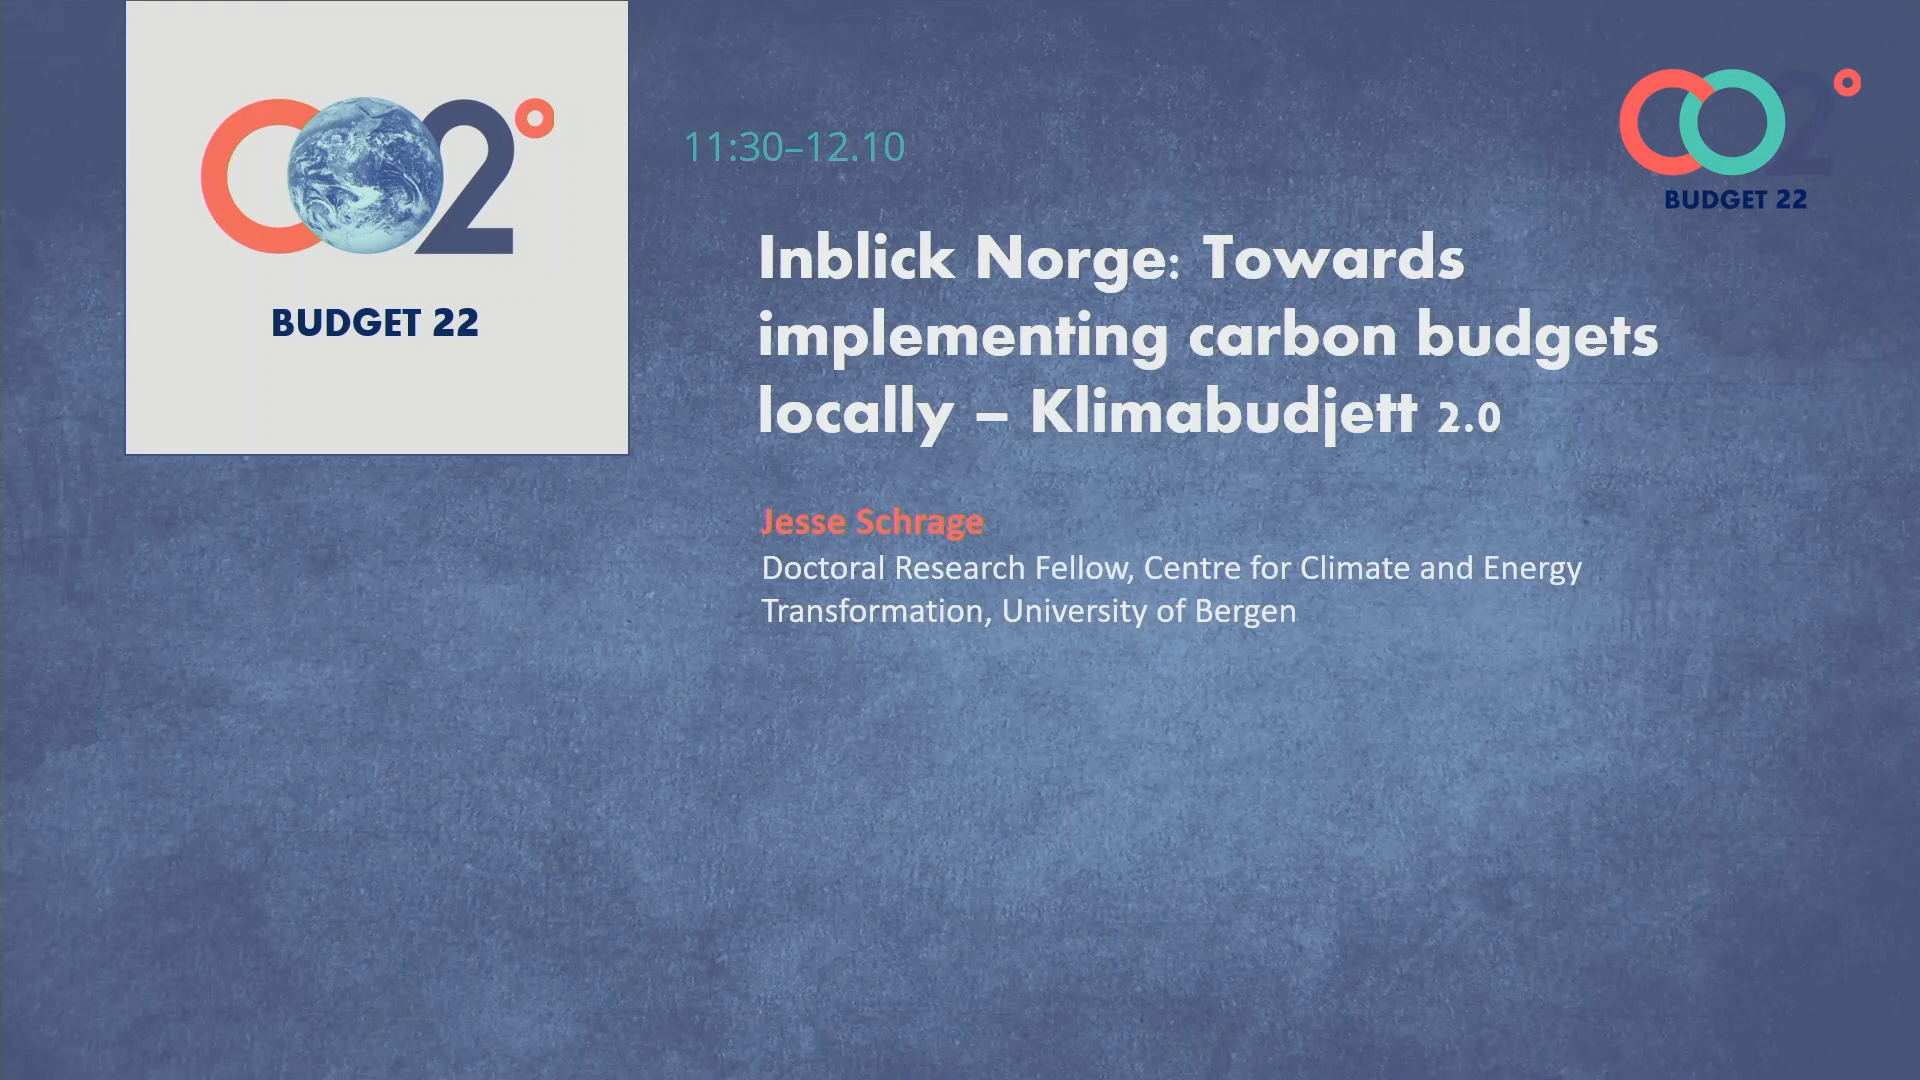 CO2°
BUDGET 22
11:30–12.10
CO2°
BUDGET 22
Inblick Norge: Towards
implementing carbon budgets
locally – Klimabudjett 2.0
Jesse Schrage
Doctoral Research Fellow, Centre for Climate and Energy
Transformation, University of Bergen